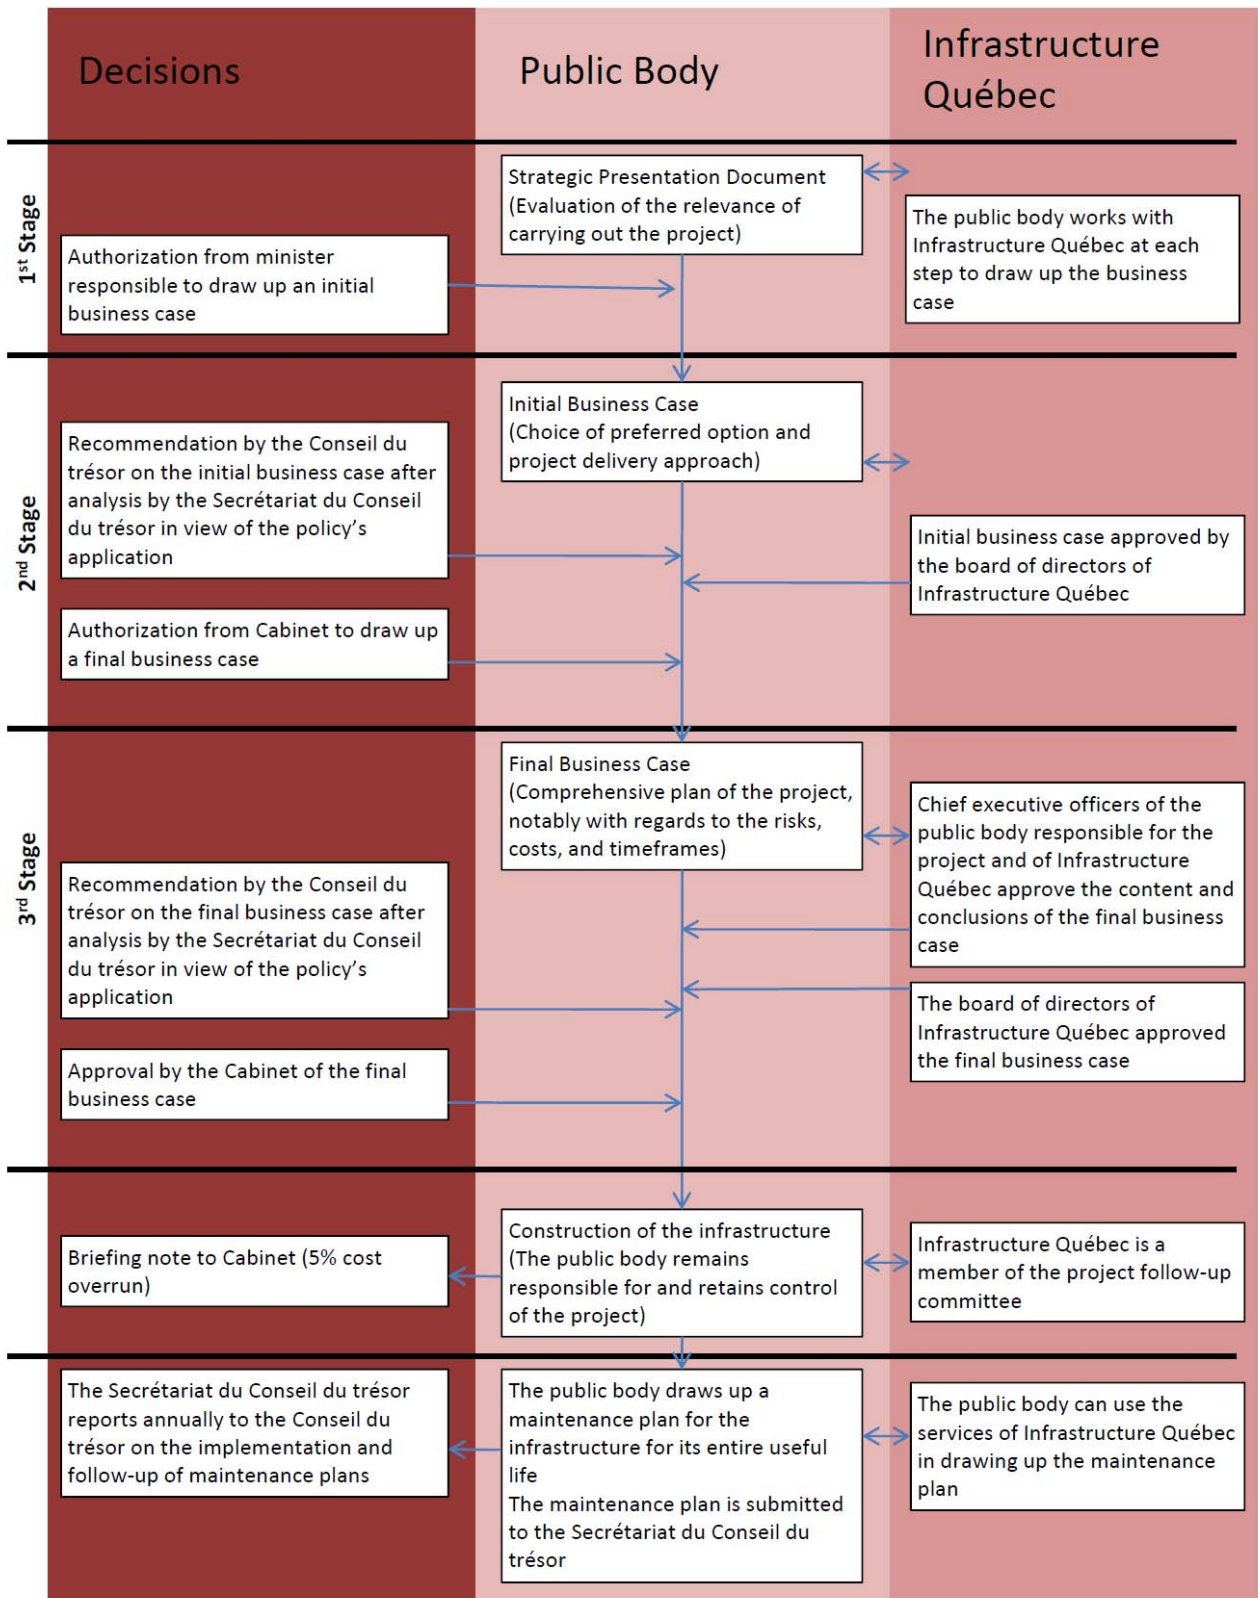 Decisions
Public Body
Infrastructure
Québec
1st Stage
Strategic Presentation Document
(Evaluation of the relevance of
carrying out the project)
Authorization from minister
responsible to draw up an initial
business case
The public body works with
Infrastructure Québec at each
step to draw up the business
case
2nd Stage
Initial Business Case
(Choice of preferred option and
project delivery approach)
Recommendation by the Conseil du
trésor on the initial business case after
analysis by the Secrétariat du Conseil
du trésor in view of the policy's
application
Initial business case approved by
the board of directors of
Infrastructure Québec
Authorization from Cabinet to draw up
a final business case
3rd Stage
Final Business Case
(Comprehensive plan of the project,
notably with regards to the risks,
costs, and timeframes)
Chief executive officers of the
public body responsible for the
project and of Infrastructure
Québec approve the content and
conclusions of the final business
case
Recommendation by the Conseil du
trésor on the final business case after
analysis by the Secrétariat du Conseil
du trésor in view of the policy's
application
The board of directors of
Infrastructure Québec approved
the final business case
Approval by the Cabinet of the final
business case
Briefing note to Cabinet (5% cost
overrun)
Construction of the infrastructure
(The public body remains
responsible for and retains control
of the project)
Infrastructure Québec is a
member of the project follow-up
committee
The Secrétariat du Conseil du trésor
reports annually to the Conseil du
trésor on the implementation and
follow-up of maintenance plans
The public body draws up a
maintenance plan for the
infrastructure for its entire useful
life
The maintenance plan is submitted
to the Secrétariat du Conseil du
trésor
The public body can use the
services of Infrastructure Québec
in drawing up the maintenance
plan